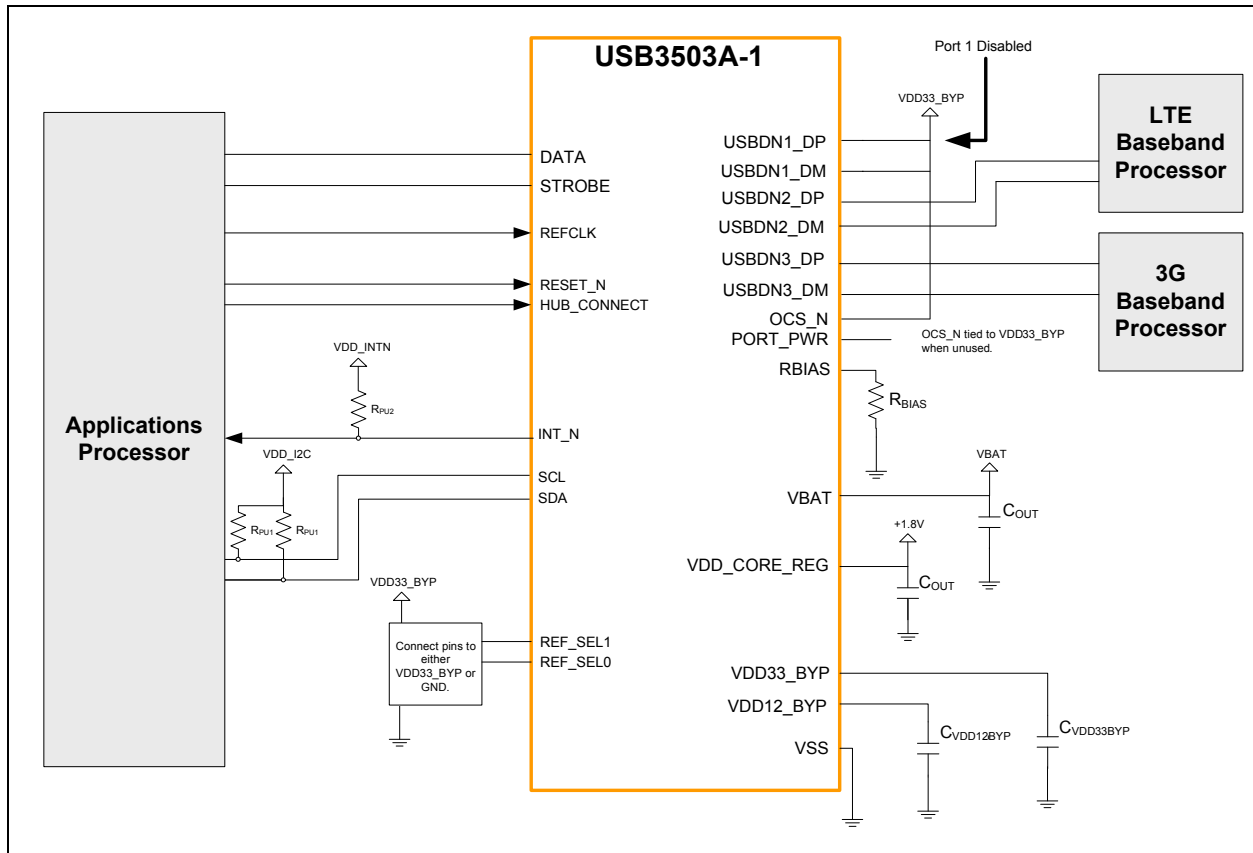 USB3503A-1
Port 1 Disabled
VDD33_BYP
LTE
Baseband
Processor
3G
Baseband
Processor
Applications
Processor
DATA
STROBE
REFCLK
RESET_N
HUB_CONNECT
VDD_INTN
RPU2
INT_N
VDD_I2C
SCL
SDA
RPU1
RPU1
VDD33_BYP
Connect pins to
either
VDD33_BYP or
GND.
REF_SEL1
REF_SEL0
USBDN1_DP
USBDN1_DM
USBDN2_DP
USBDN2_DM
USBDN3_DP
USBDN3_DM
OCS_N
PORT_PWR
OCS_N tied to VDD33_BYP
when unused.
RBIAS
RBIAS
VBAT
VBAT
COUT
+1.8V
VDD_CORE_REG
COUT
VDD33_BYP
VDD12_BYP
CVDD12BYP
CVDD33BYP
VSS